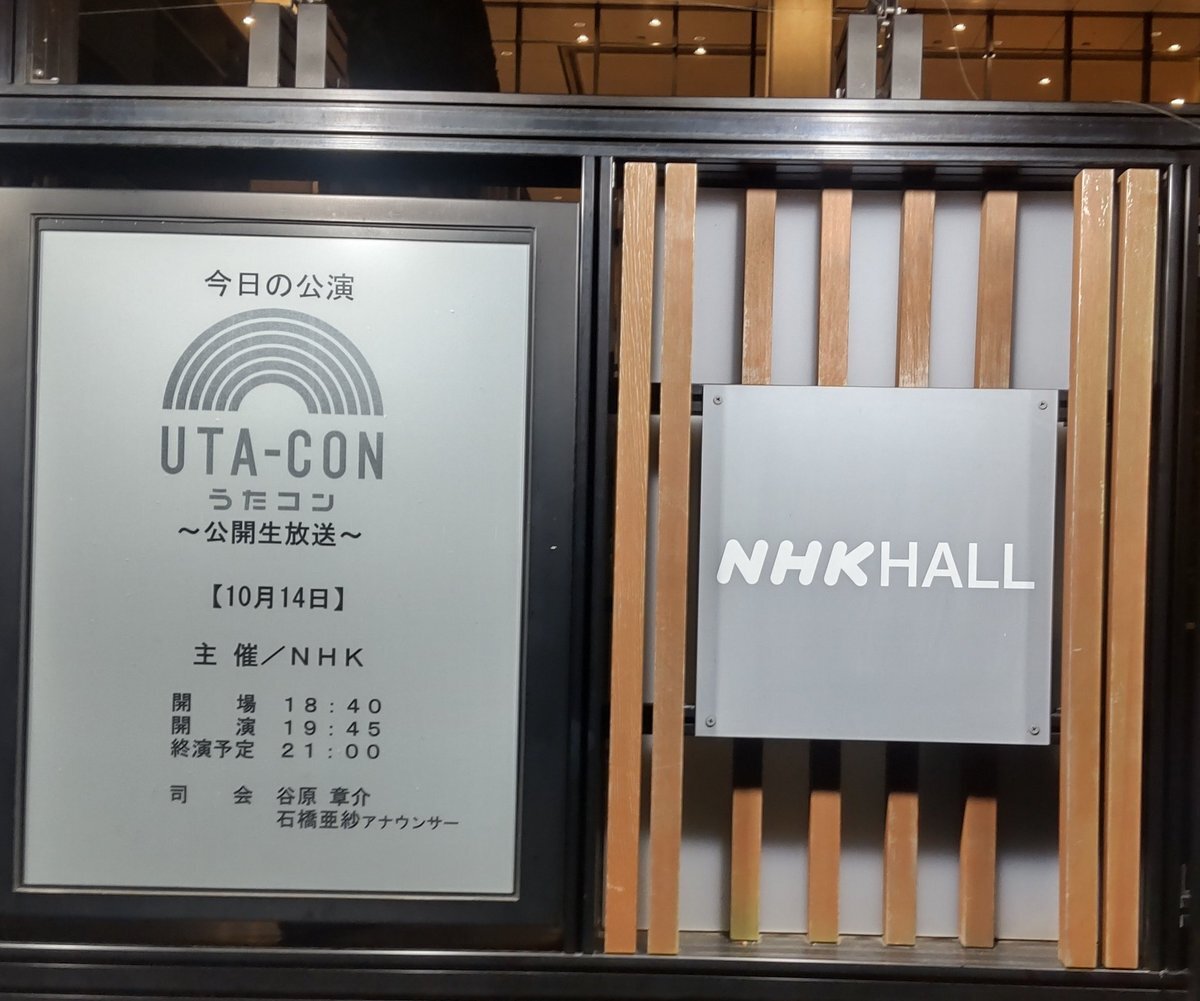 今日の公演
UTA-CON
うたコン
～公開生放送～
【10月14日】
主 催／ＮＨＫ
開　　場　１８：４０
開　　演　１９：４５
終演予定　２１：００
司　　会　谷原 章介
石橋亜紗アナウンサー
NHKHALL